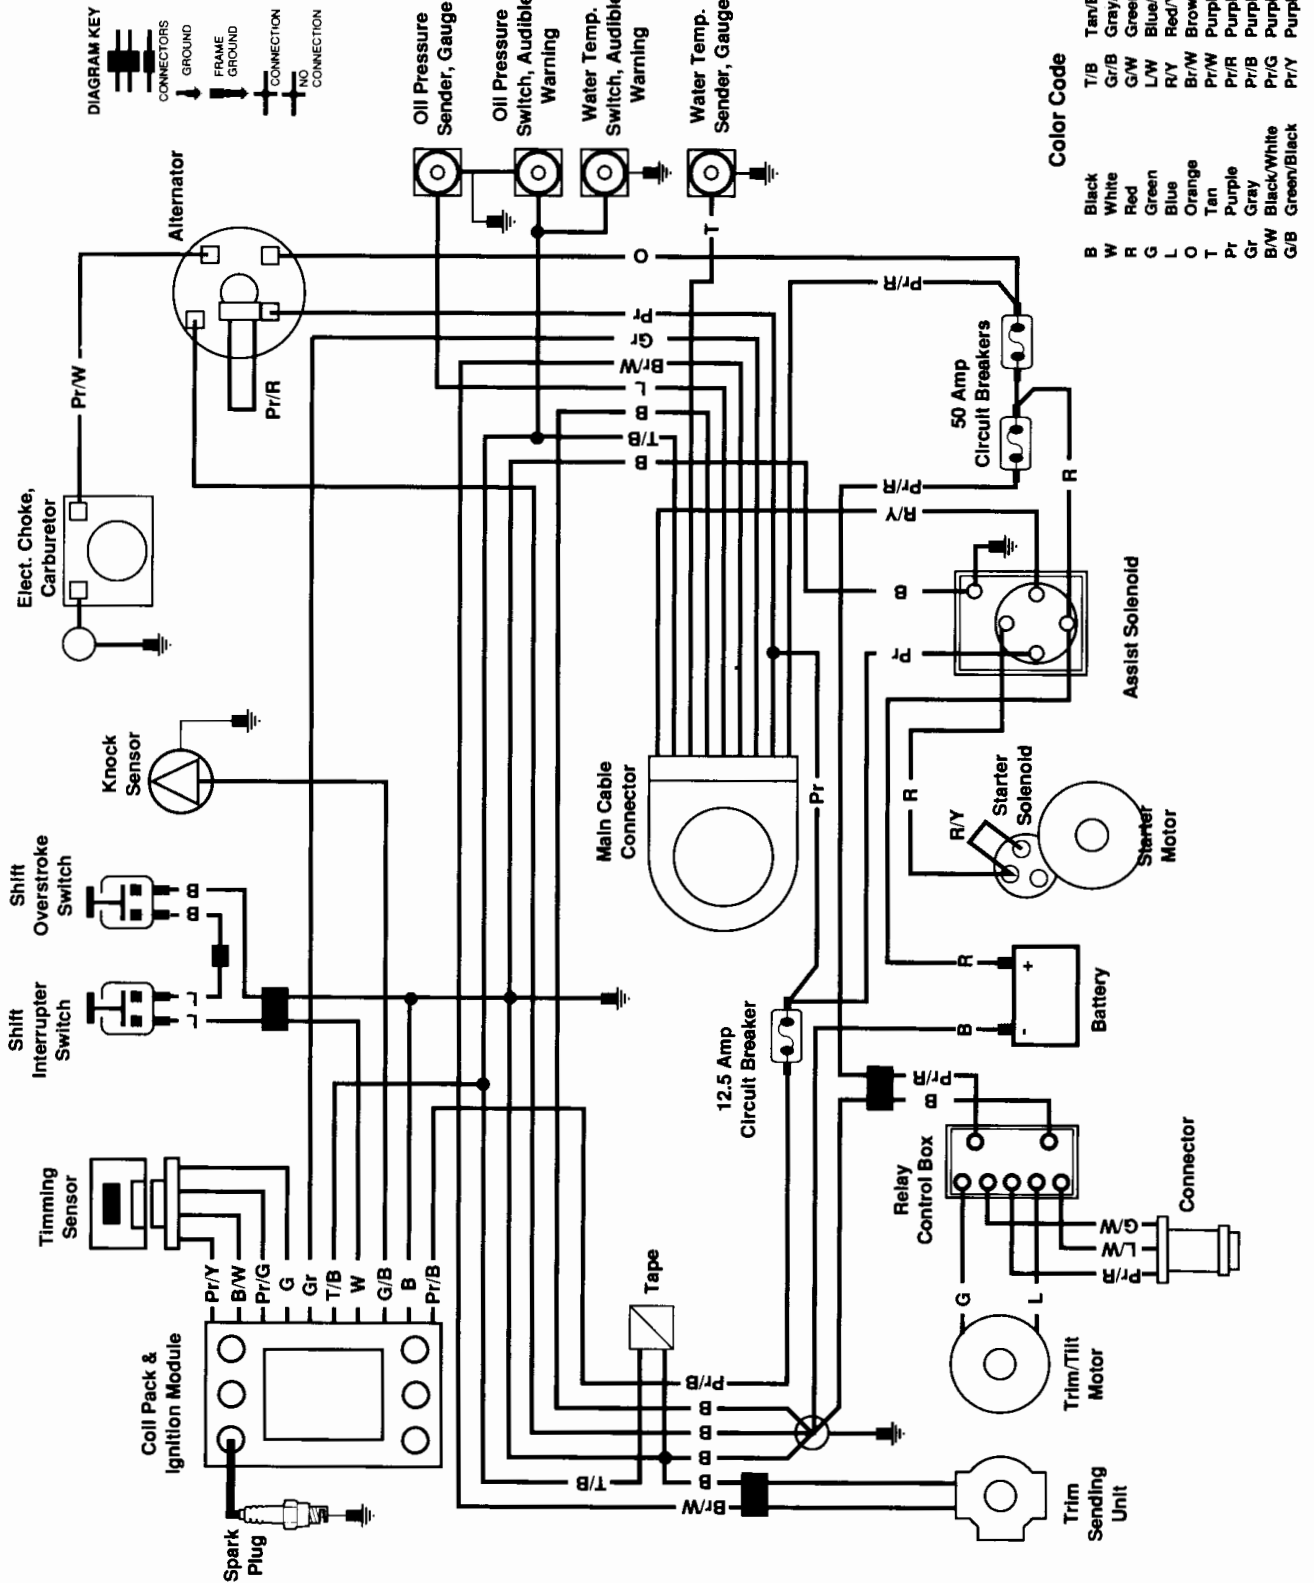 DIAGRAM KEY
CONNECTORS
GROUND
FRAME
GROUND
CONNECTION
NO
CONNECTION
Oil Pressure
Sender, Gauge
Oil Pressure
Switch, Audible
Warning
Water Temp.
Switch, Audible
Warning
Water Temp.
Sender, Gauge
Color Code
B Black
W White
R Red
G Green
L Blue
O Orange
T Tan
Pr Purple
Gr Gray
B/W Black/White
G/B Green/Black
T/B
Gr/B
G/W
L/W
R/Y
Br/W
Pr/W
Pr/R
Pr/B
Pr/G
Pr/Y
Alternator
Pr/W
Pr/R
Elect. Choke,
Carburetor
Knock
Sensor
Shift
Overstroke
Switch
B
B
Shift
Interrupter
Switch
L
L
Timming
Sensor
Pr/Y
B/W
Pr/G
G
Gr
T/B
W
G/B
B
Pr/B
Coil Pack &
Ignition Module
Spark
Plug
T
O
Pr
Gr
Br/W
L
B
T/B
B
Pr/R
50 Amp
Circuit Breakers
R
Pr/R
R/Y
B
Pr
Assist Solenoid
Main Cable
Connector
Pr
R
R/Y
Starter
Solenoid
Starter
Motor
12.5 Amp
Circuit Breaker
R
B
+
-
Battery
Pr/R
B
Relay
Control Box
G/W
L/W
Pr/R
Connector
G
L
Trim/Tilt
Motor
Tape
Pr/B
B
B
B
T/B
B
Br/W
Trim
Sending
Unit